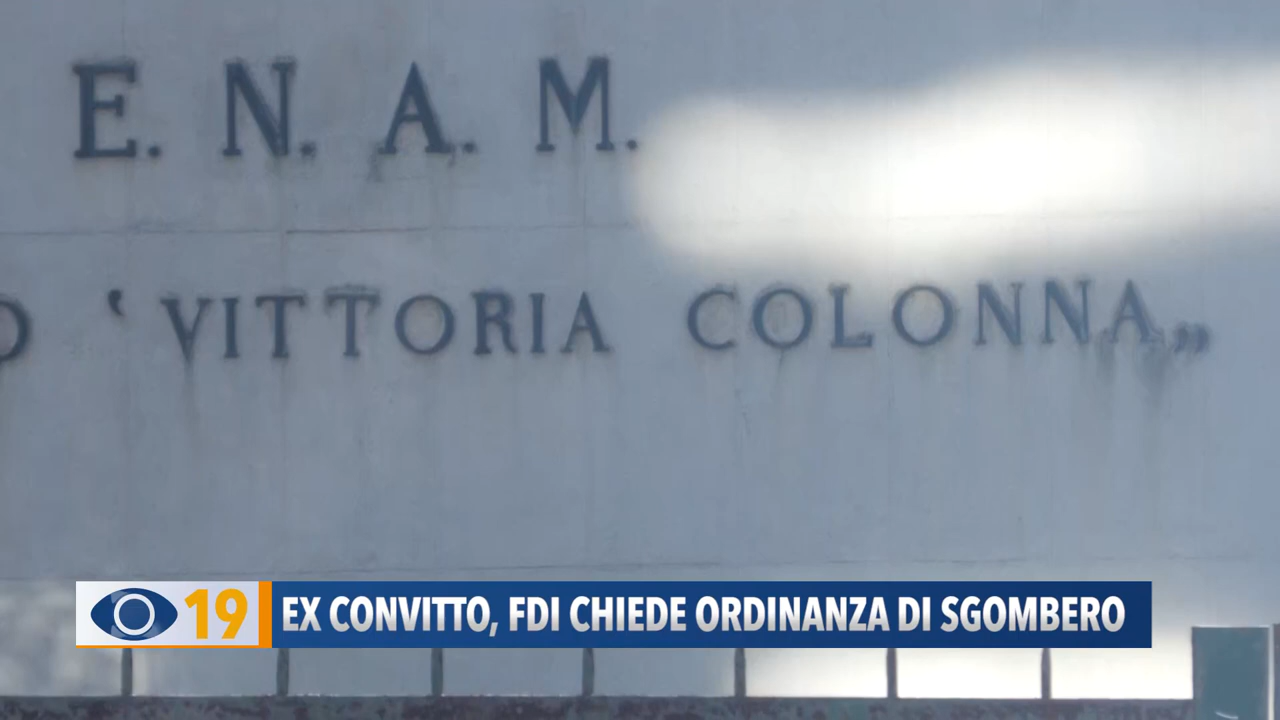 E. N. A. M.
O ‘VITTORIA COLONNA„
19
EX CONVITTO, FDI CHIEDE ORDINANZA DI SGOMBERO